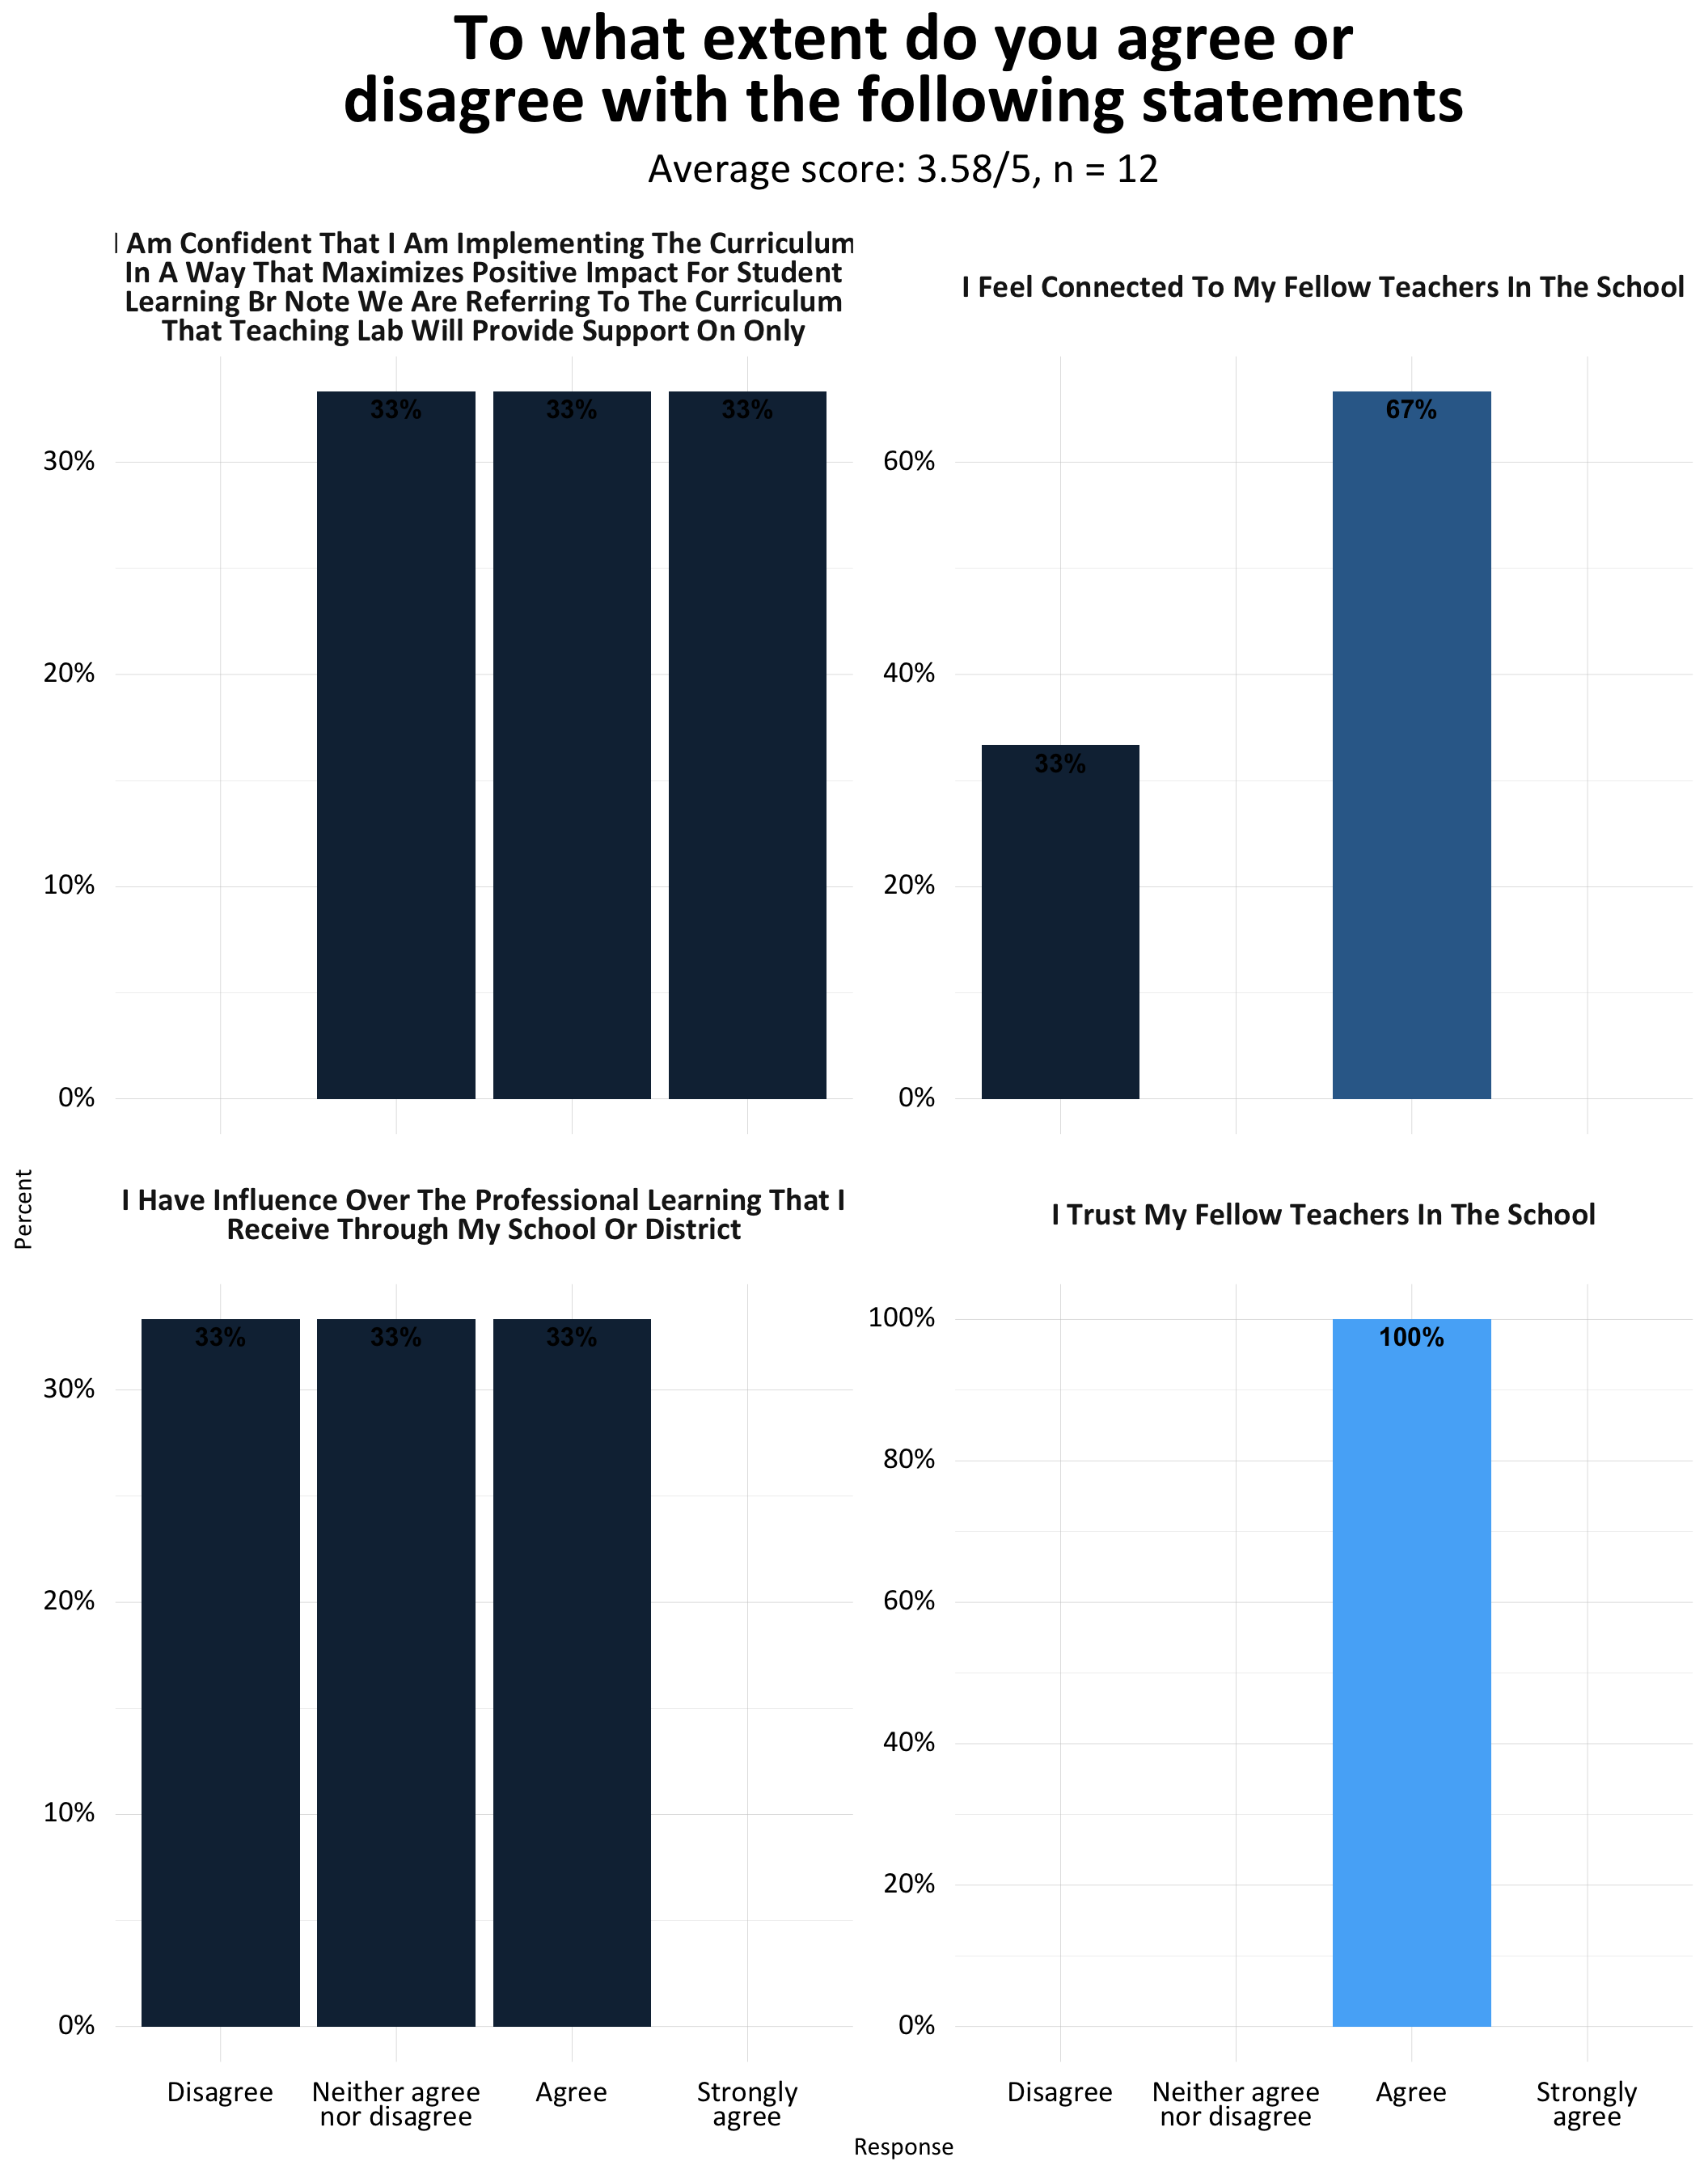 To what extent do you agree or
disagree with the following statements
Average score: 3.58/5, n = 12
I Am Confident That I Am Implementing The Curriculum
In A Way That Maximizes Positive Impact For Student
Learning Br Note We Are Referring To The Curriculum
That Teaching Lab Will Provide Support On Only
33%
33%
33%
30%
20%
10%
0%
I Feel Connected To My Fellow Teachers In The School
67%
60%
40%
33%
20%
0%
Percent
I Have Influence Over The Professional Learning That I
Receive Through My School Or District
33%
33%
33%
30%
20%
10%
0%
Disagree
Neither agree
nor disagree
Agree
Strongly
agree
I Trust My Fellow Teachers In The School
100%
100%
80%
60%
40%
20%
0%
Disagree
Neither agree
nor disagree
Agree
Strongly
agree
Response